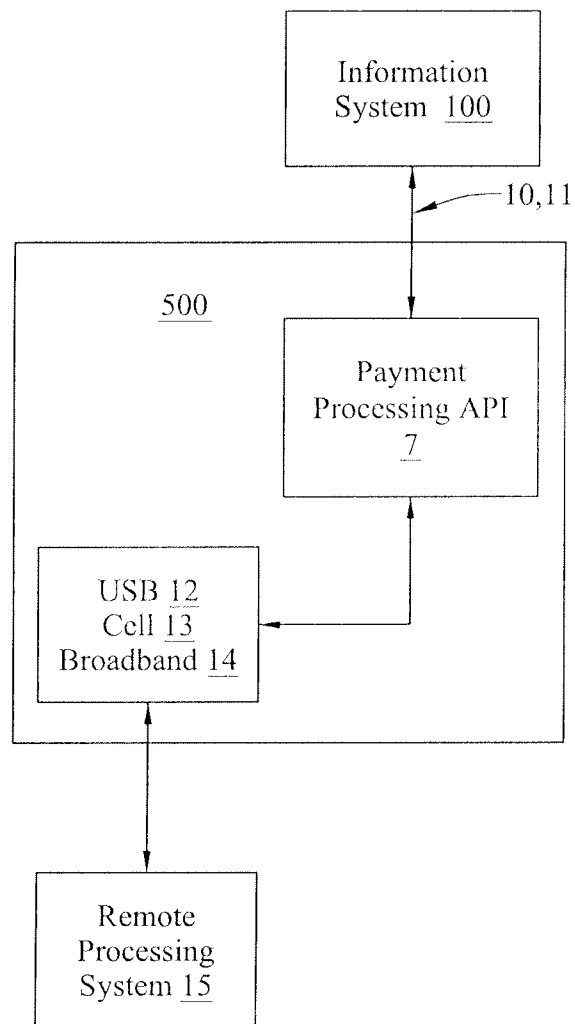 Information
System 100
10,11
500
Payment
Processing API
7
USB 12
Cell 13
Broadband 14
Remote
Processing
System 15